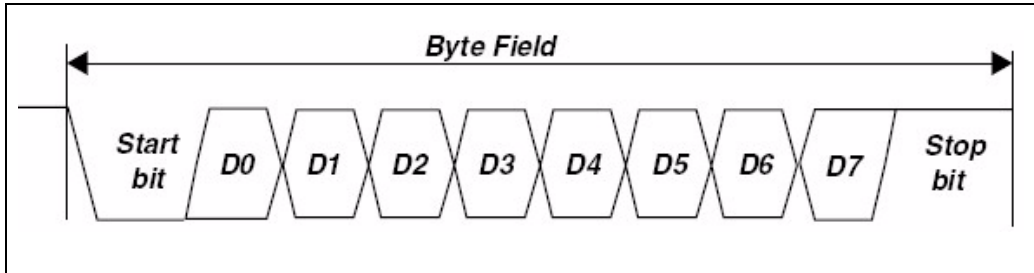 Byte Field
Start bit
D0 D1 D2 D3 D4 D5 D6 D7
Stop bit